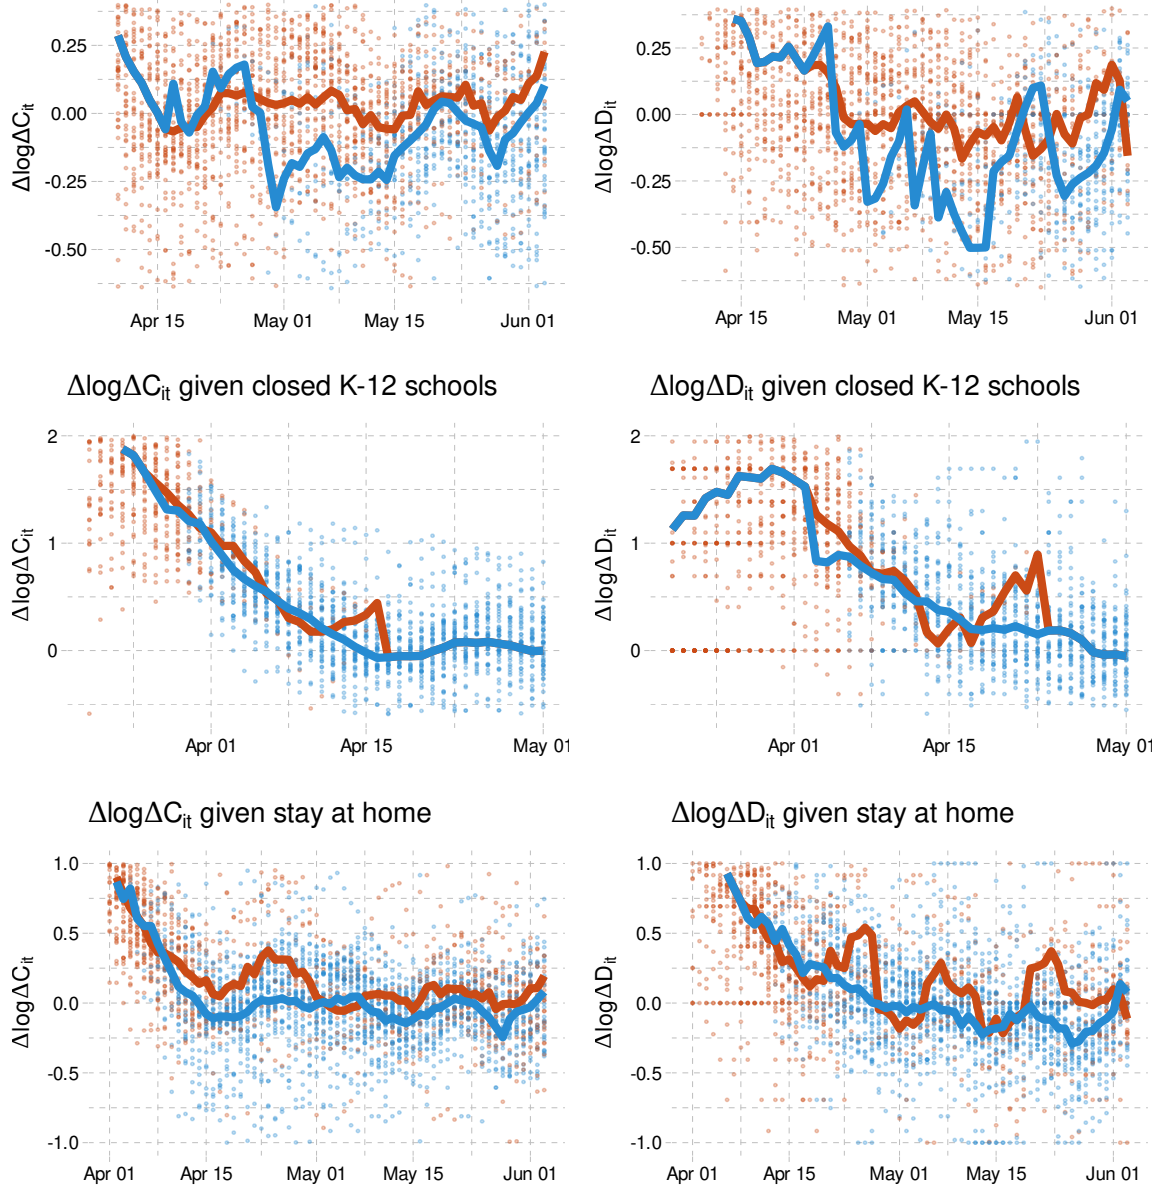 0.25
0.00
-0.25
-0.50
ΔlogΔCit
Apr 15 May 01 May 15 Jun 01
0.25
0.00
-0.25
-0.50
ΔlogΔDit
Apr 15 May 01 May 15 Jun 01
ΔlogΔCit given closed K-12 schools
2
1
0
ΔlogΔCit
Apr 01 Apr 15 May 01
ΔlogΔDit given closed K-12 schools
2
1
0
ΔlogΔDit
Apr 01 Apr 15 May 01
ΔlogΔCit given stay at home
1.0
0.5
0.0
-0.5
-1.0
ΔlogΔCit
Apr 01 Apr 15 May 01 May 15 Jun 01
ΔlogΔDit given stay at home
1.0
0.5
0.0
-0.5
-1.0
ΔlogΔDit
Apr 01 Apr 15 May 01 May 15 Jun 01